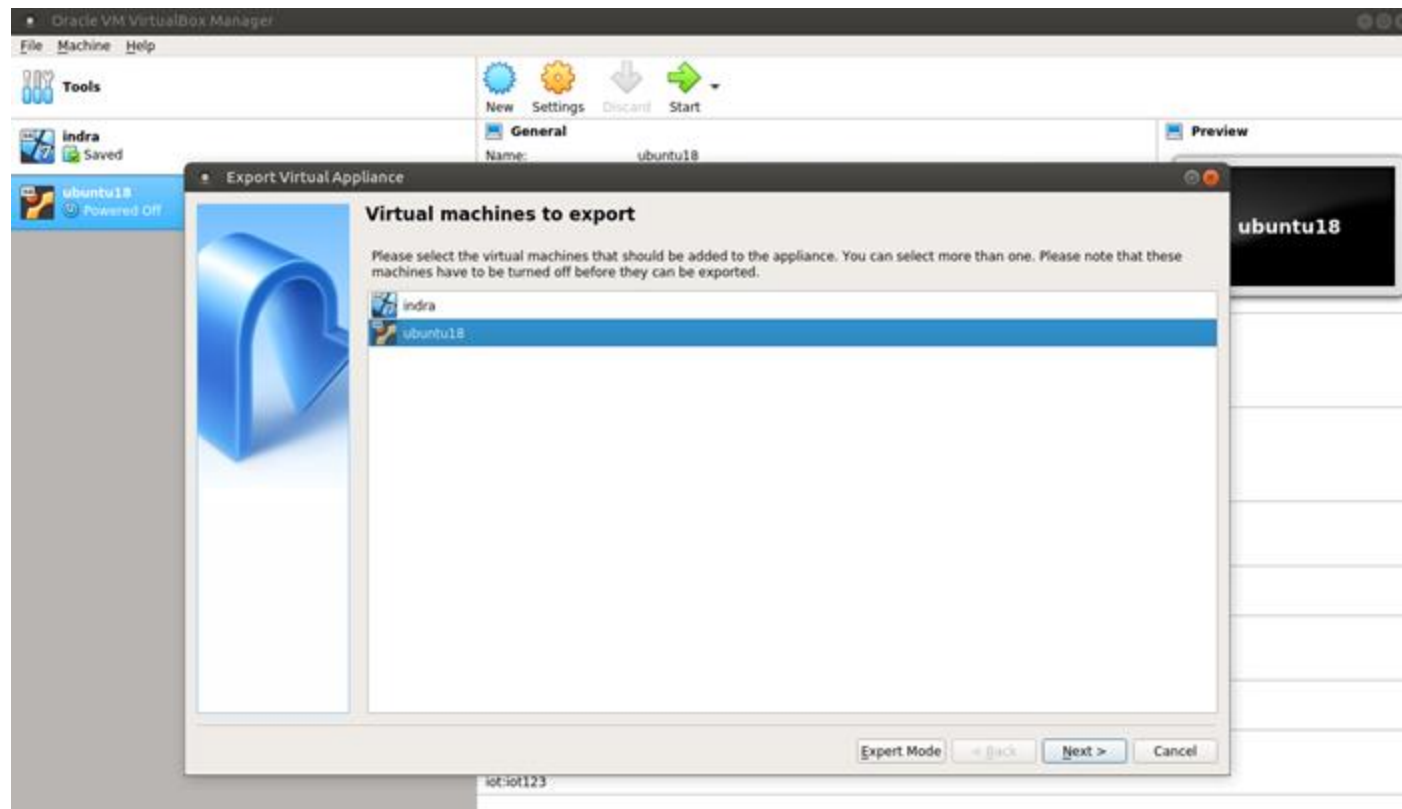 Oracle VM VirtualBox Manager
File Machine Help
Tools
New Settings Discard Start
indra
Saved
ubuntu18
Powered Off
General
Name: ubuntu18
Preview
ubuntu18
Export Virtual Appliance
Virtual machines to export
Please select the virtual machines that should be added to the appliance. You can select more than one. Please note that these
machines have to be turned off before they can be exported.
indra
ubuntu18
Expert Mode < Back Next > Cancel
iot:iot123